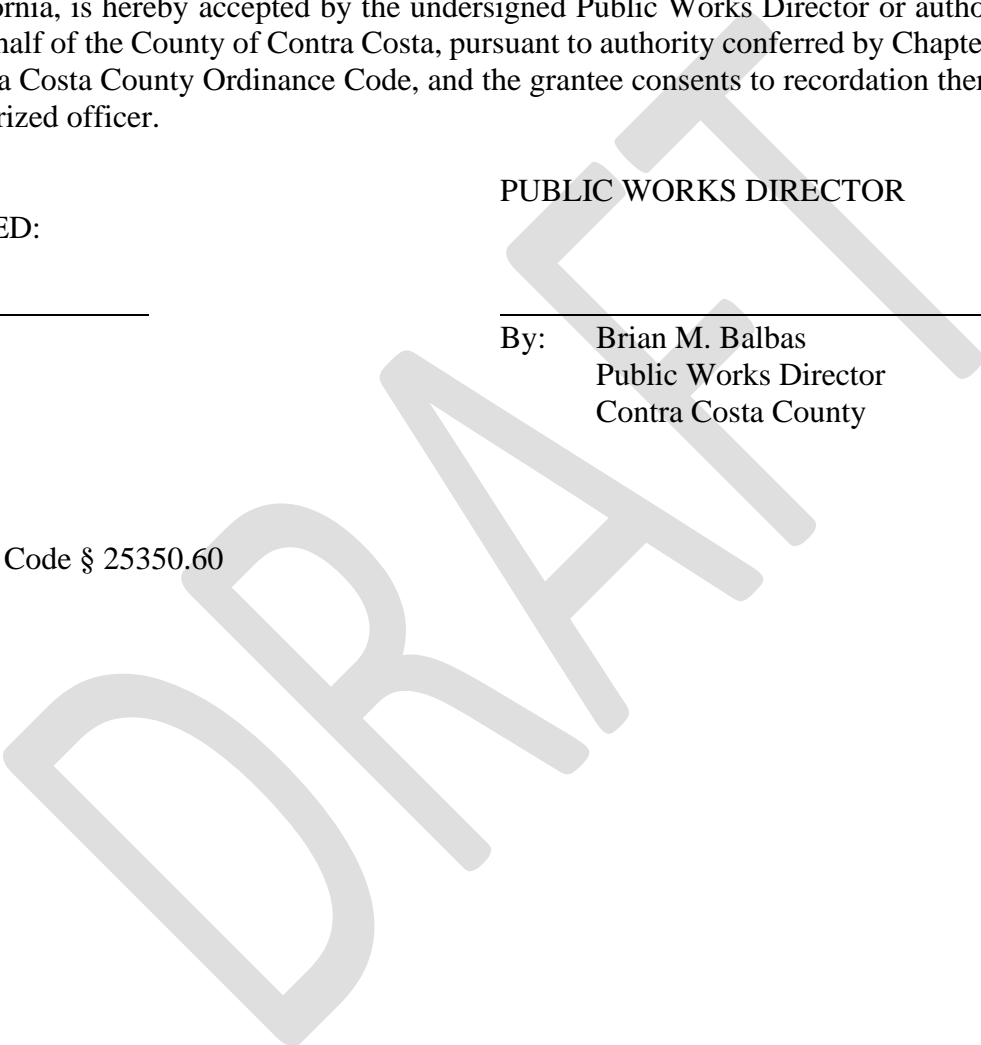 ornia, is hereby accepted by the undersigned Public Works Director or autho
half of the County of Contra Costa, pursuant to authority conferred by Chapte
a Costa County Ordinance Code, and the grantee consents to recordation ther
rized officer.
PUBLIC WORKS DIRECTOR
ED:
By: Brian M. Balbas
Public Works Director
Contra Costa County
Code § 25350.60
DRAFT